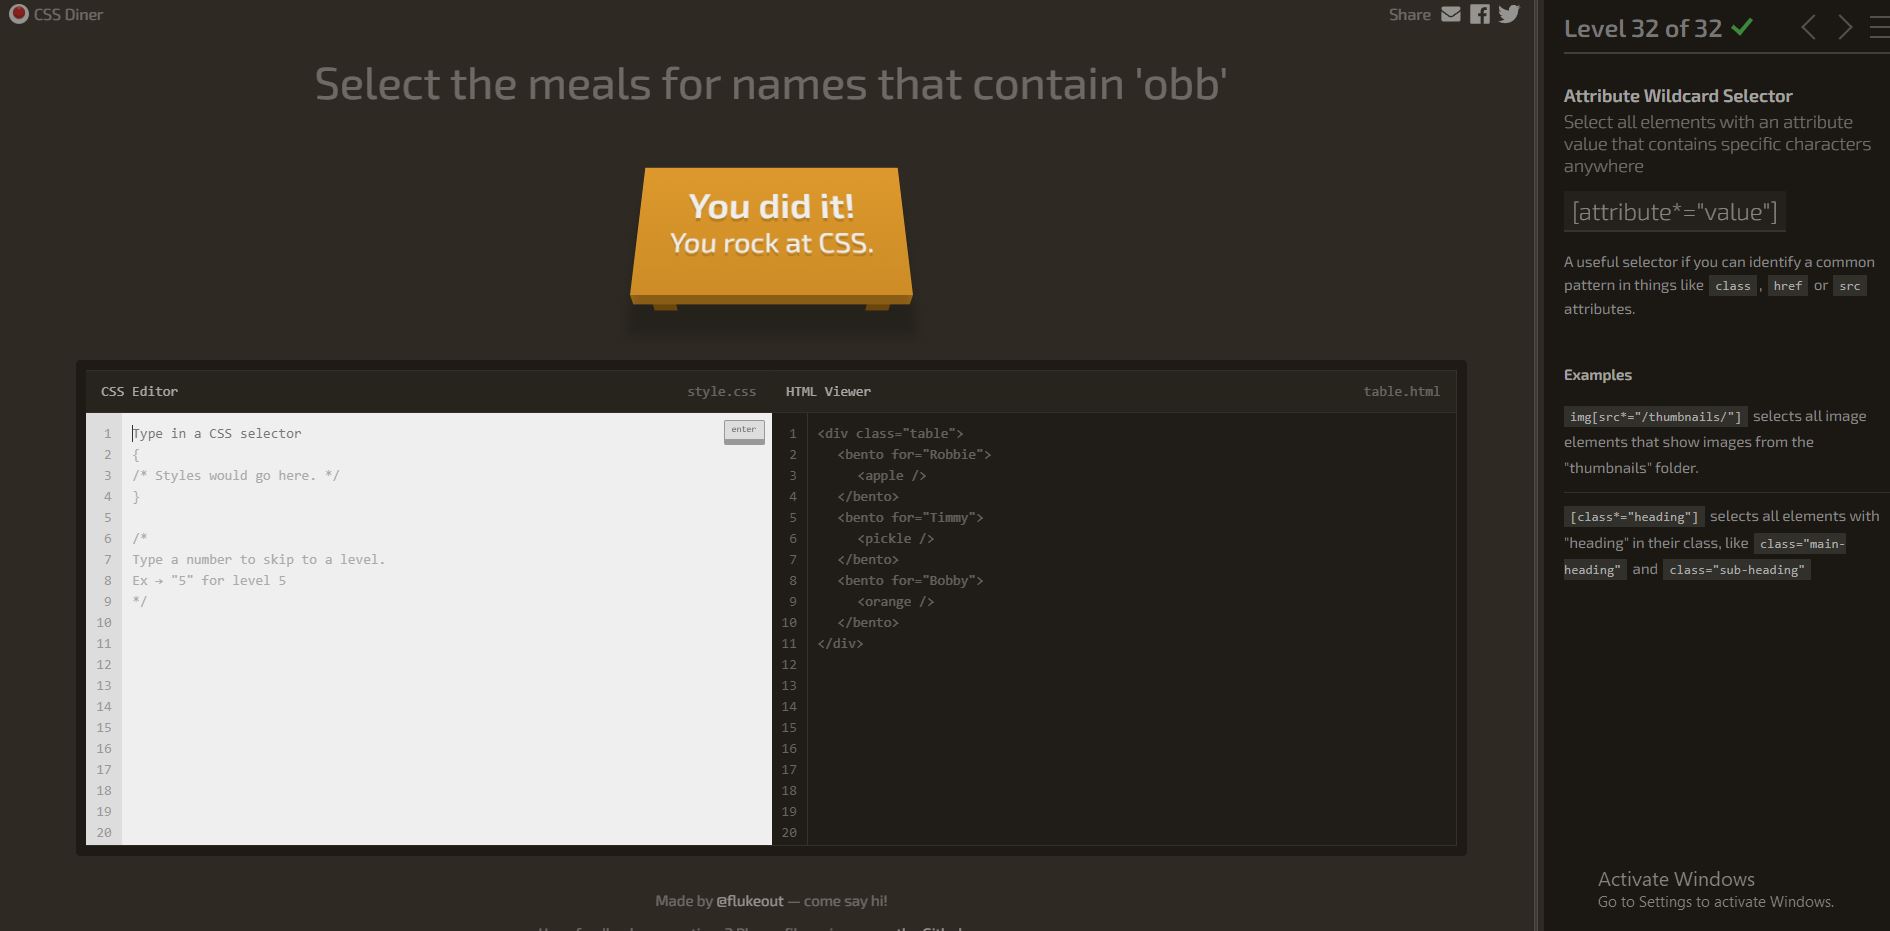 CSS Diner
Share
Select the meals for names that contain 'obb'
You did it!
You rock at CSS.
CSS Editor
style.css
1 Type in a CSS selector
enter
2 {
3 /* Styles would go here. */
4 }
5
6 /*
7 Type a number to skip to a level.
8 Ex → "5" for level 5
9 */
10
11
12
13
14
15
16
17
18
19
20
HTML Viewer
table.html
1 <div class="table">
2 <bento for="Robbie">
3 <apple />
4 </bento>
5 <bento for="Timmy">
6 <pickle />
7 </bento>
8 <bento for="Bobby">
9 <orange />
10 </bento>
11 </div>
12
13
14
15
16
17
18
19
20
Made by @flukeout — come say hi!
Level 32 of 32
Attribute Wildcard Selector
Select all elements with an attribute
value that contains specific characters
anywhere
[attribute*="value"]
A useful selector if you can identify a common
pattern in things like class , href or src
attributes.
Examples
img[src*="/thumbnails/"] selects all image
elements that show images from the
"thumbnails" folder.
[class*="heading"] selects all elements with
"heading" in their class, like class="main-
heading" and class="sub-heading"
Activate Windows
Go to Settings to activate Windows.